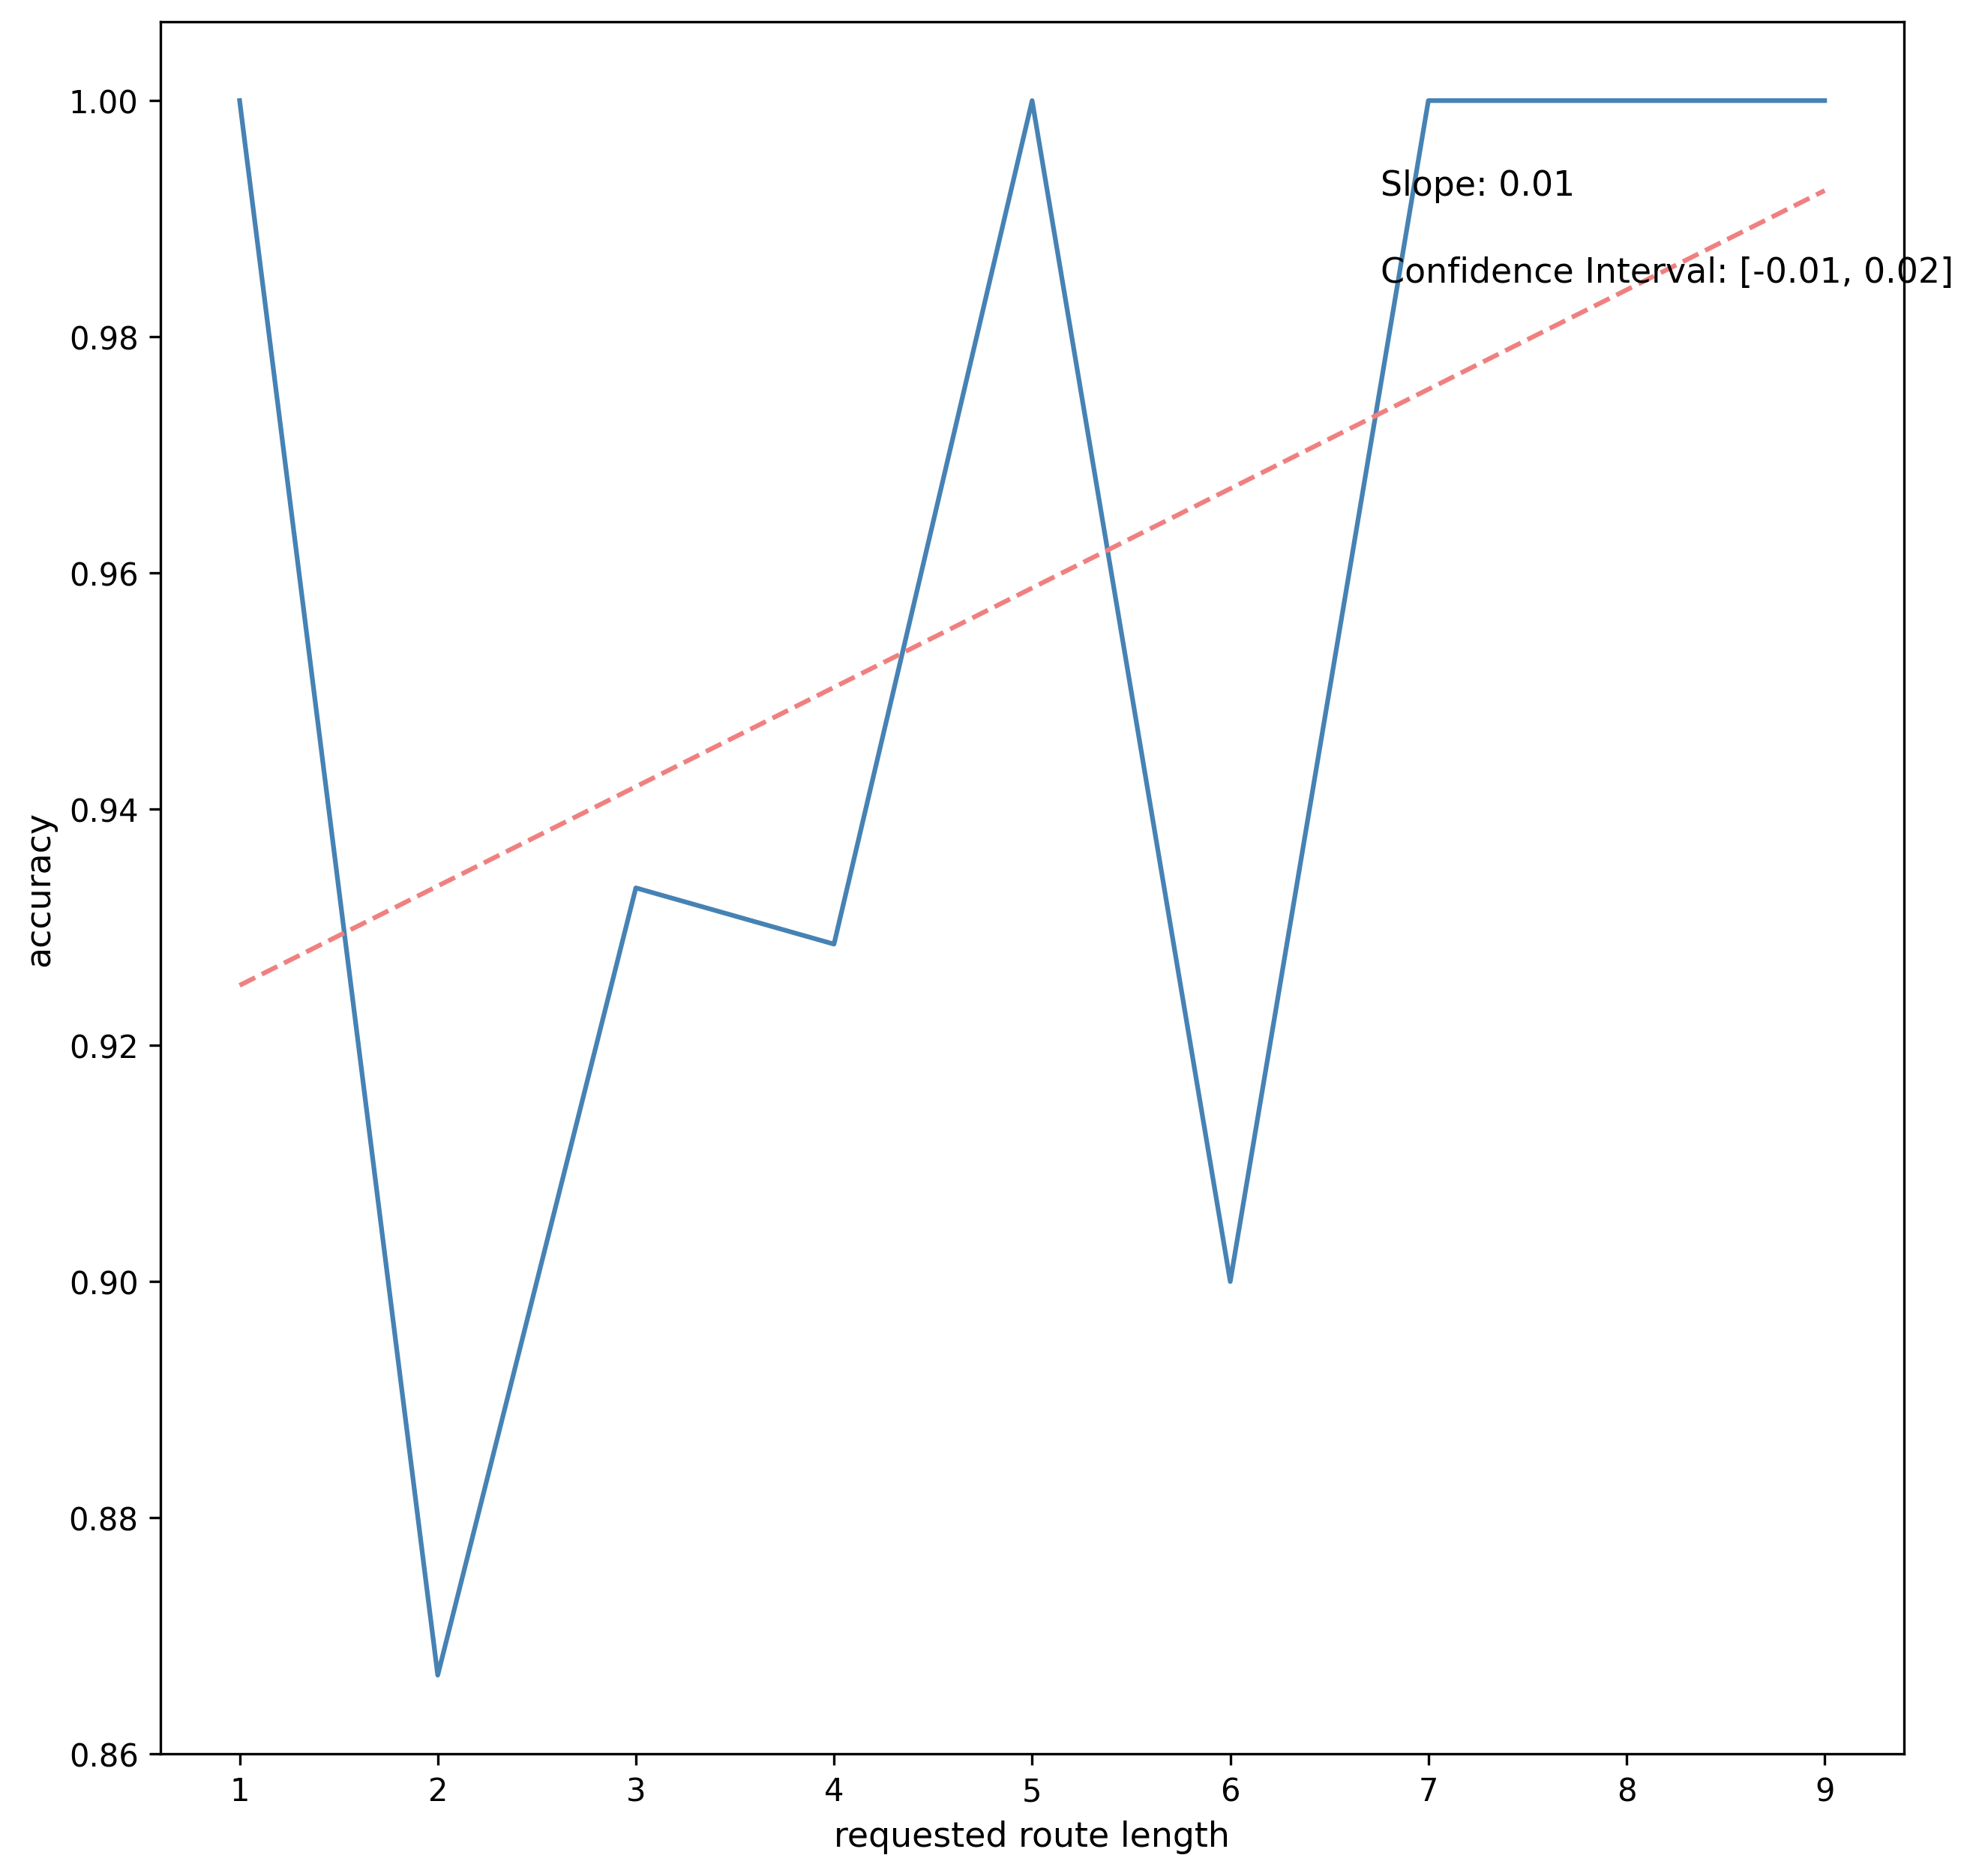 1.00
0.98
0.96
0.94
0.92
0.90
0.88
0.86
accuracy
Slope: 0.01
Confidence Interval: [-0.01, 0.02]
1 2 3 4 5 6 7 8 9
requested route length